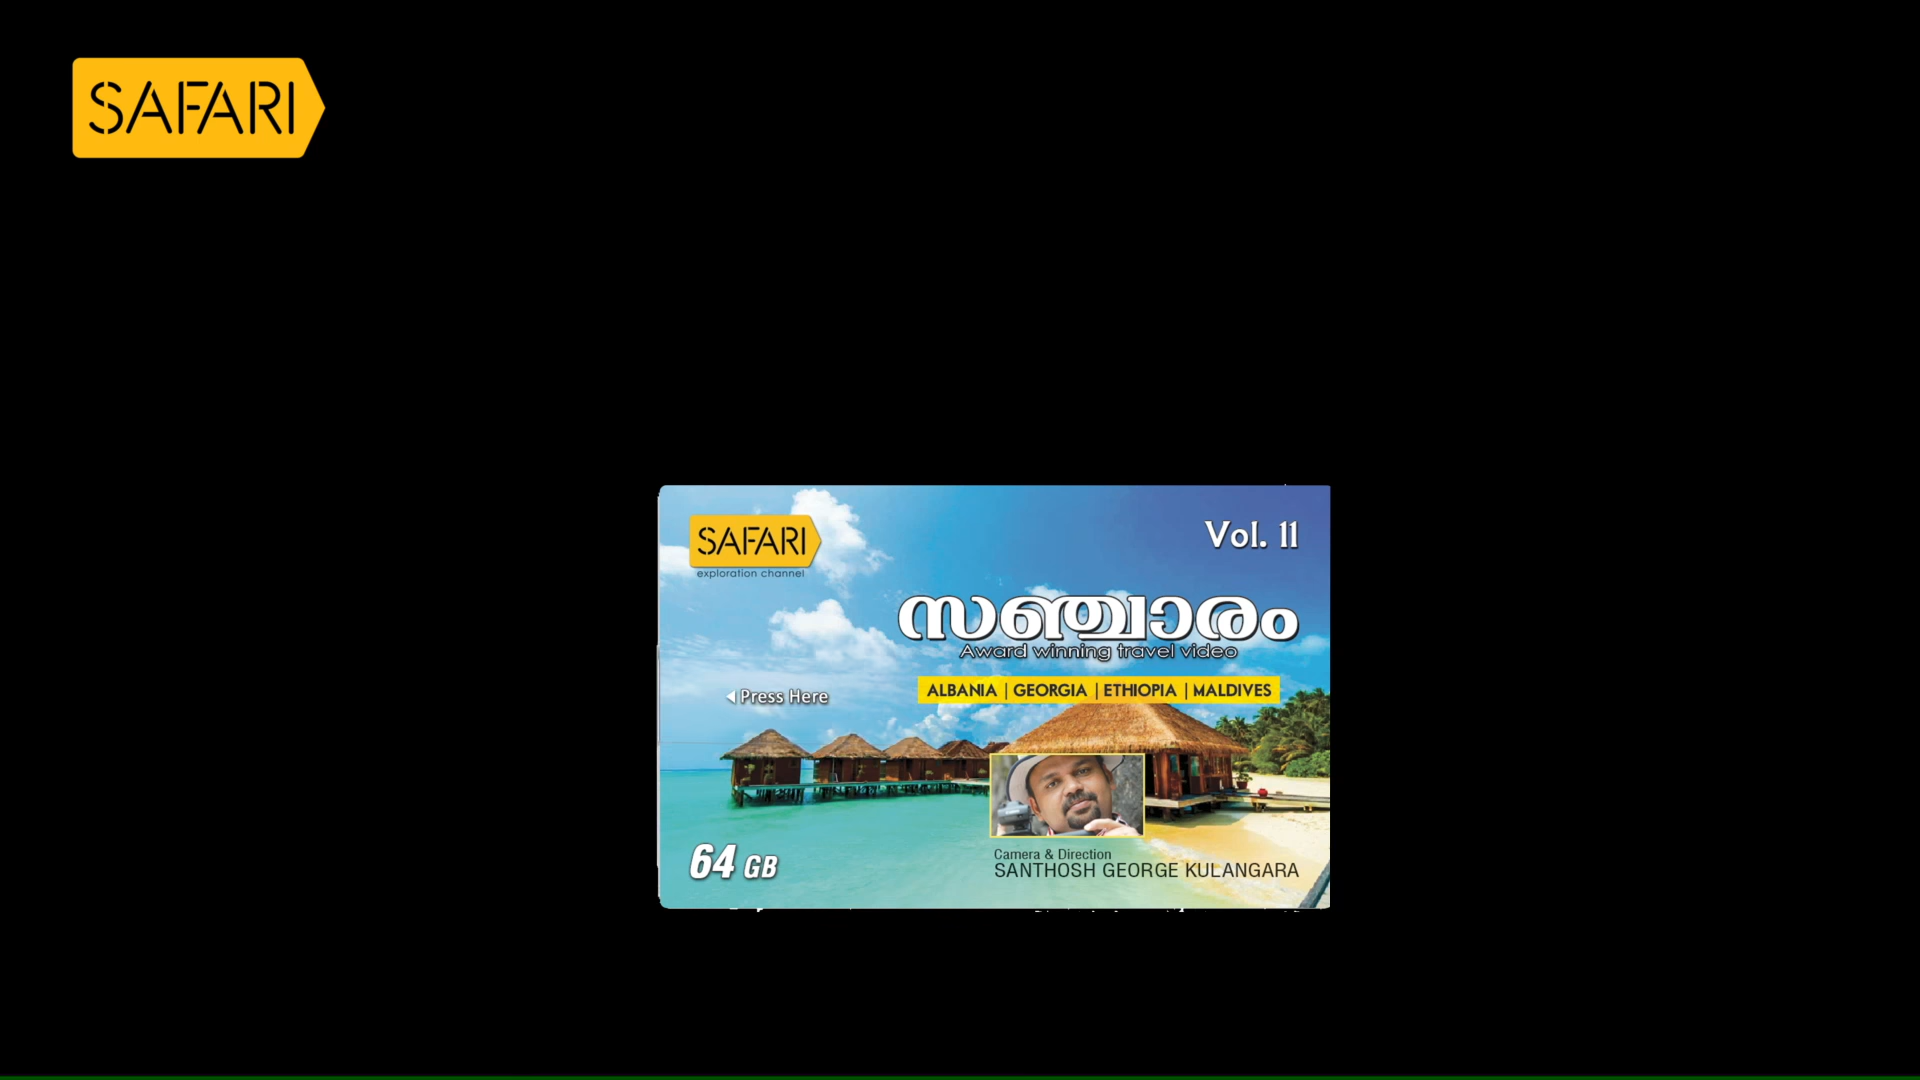 SAFARI
SAFARI
exploration channel
Vol. 11
സഞ്ചാരം
Award winning travel video
ALBANIA | GEORGIA | ETHIOPIA | MALDIVES
Press Here
64 GB
Camera & Direction
SANTHOSH GEORGE KULANGARA